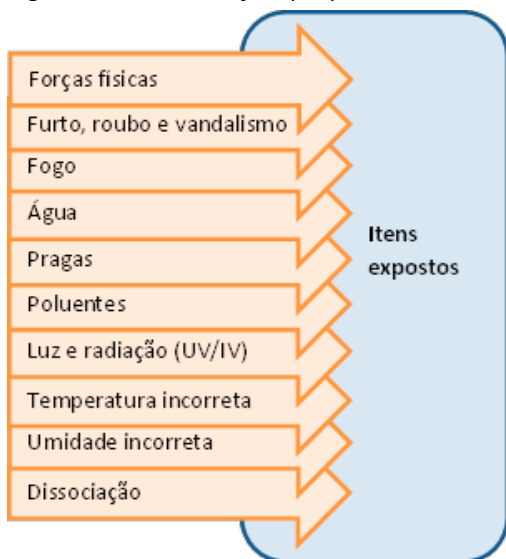 Forças físicas
Furto, roubo e vandalismo
Fogo
Água
Pragas
Poluentes
Luz e radiação (UV/IV)
Temperatura incorreta
Umidade incorreta
Dissociação
Itens
expostos